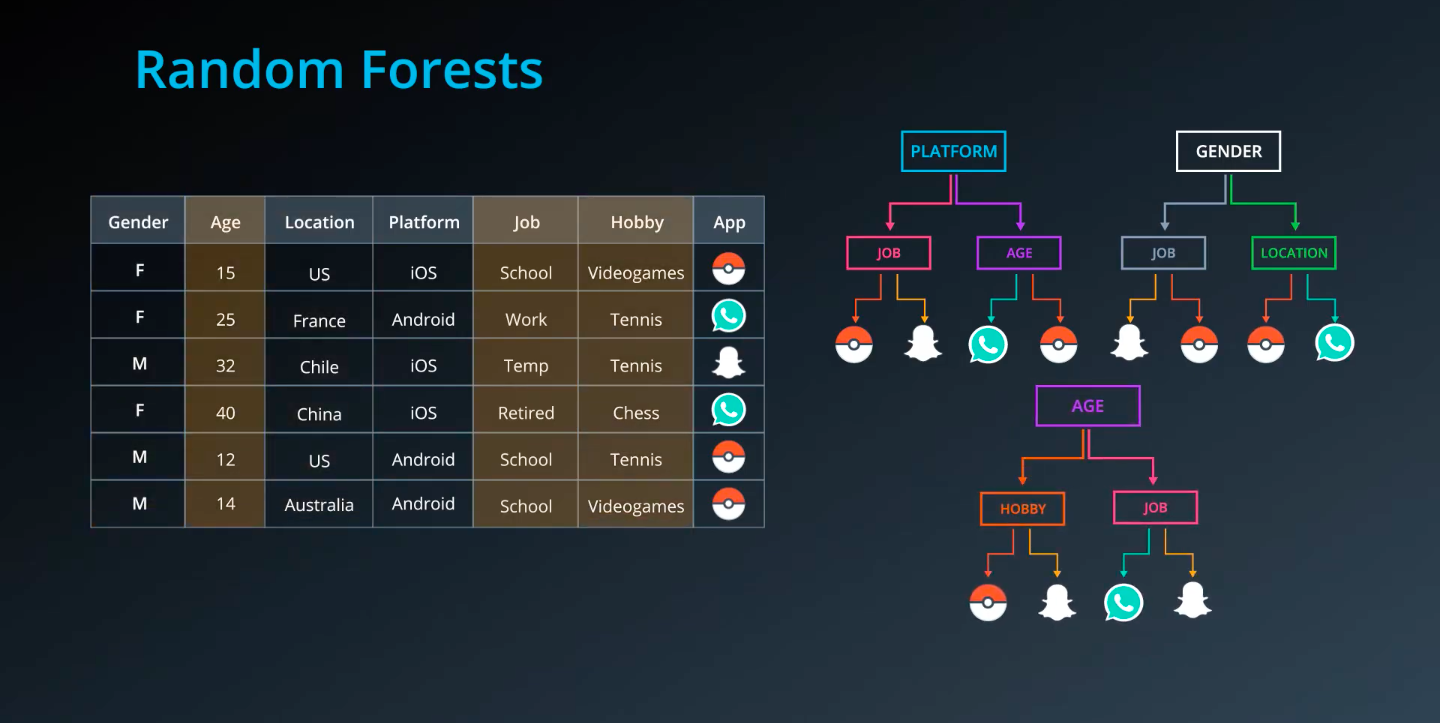 Random Forests
Gender Age Location Platform Job Hobby App
F 15 US iOS School Videogames
F 25 France Android Work Tennis
M 32 Chile iOS Temp Tennis
F 40 China iOS Retired Chess
M 12 US Android School Tennis
M 14 Australia Android School Videogames
PLATFORM GENDER
JOB AGE JOB LOCATION
AGE
HOBBY JOB